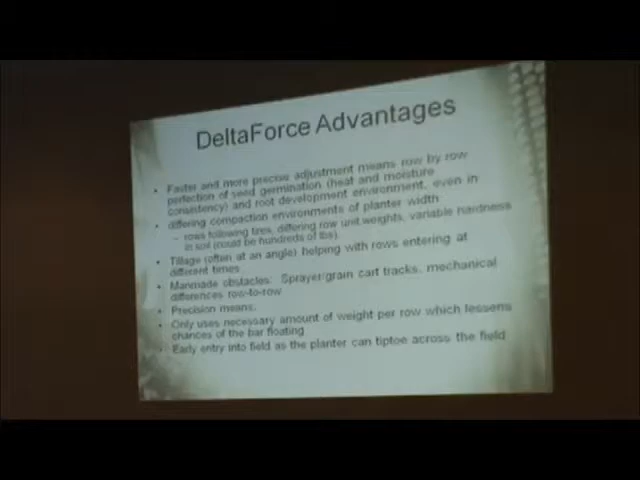 DeltaForce Advantages
• Faster and more precise adjustment means row by row
perfection of seed germination (heat and moisture
consistency) and root development environment, even in
• differing compaction environments of planter width
– rows following tires, differing row unit weights, variable hardness
in soil (could be hundreds of lbs).
• Tillage (often at an angle) helping with rows entering at
different times
• Manmade obstacles: Sprayer/grain cart tracks, mechanical
differences row-to-row
• Precision means:
• Only uses necessary amount of weight per row which lessens
chances of the bar floating
• Early entry into field as the planter can tiptoe across the field